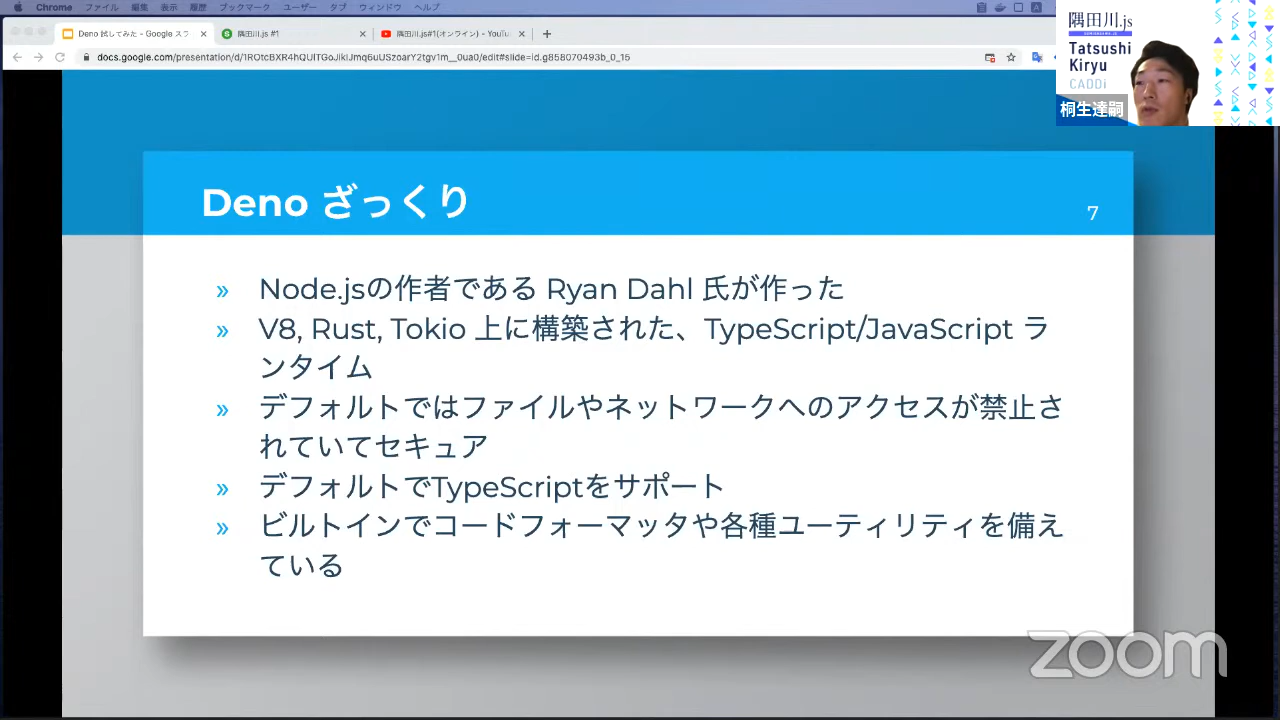 Chrome ファイル 編集 表示 履歴 ブックマーク ユーザー タブ ウィンドウ ヘルプ
Deno 試してみた - Google スラ
隅田川.js #1
隅田川.js#1(オンライン) - YouTu
隅田川.js
Tatsushi
Kiryu
CADDi
桐生達嗣
Deno ざっくり
7
» Node.jsの作者である Ryan Dahl 氏が作った
» V8, Rust, Tokio 上に構築された、TypeScript/JavaScript ラ
ンタイム
» デフォルトではファイルやネットワークへのアクセスが禁止さ
れていてセキュア
» デフォルトでTypeScriptをサポート
» ビルトインでコードフォーマッタや各種ユーティリティを備え
ている
zoom